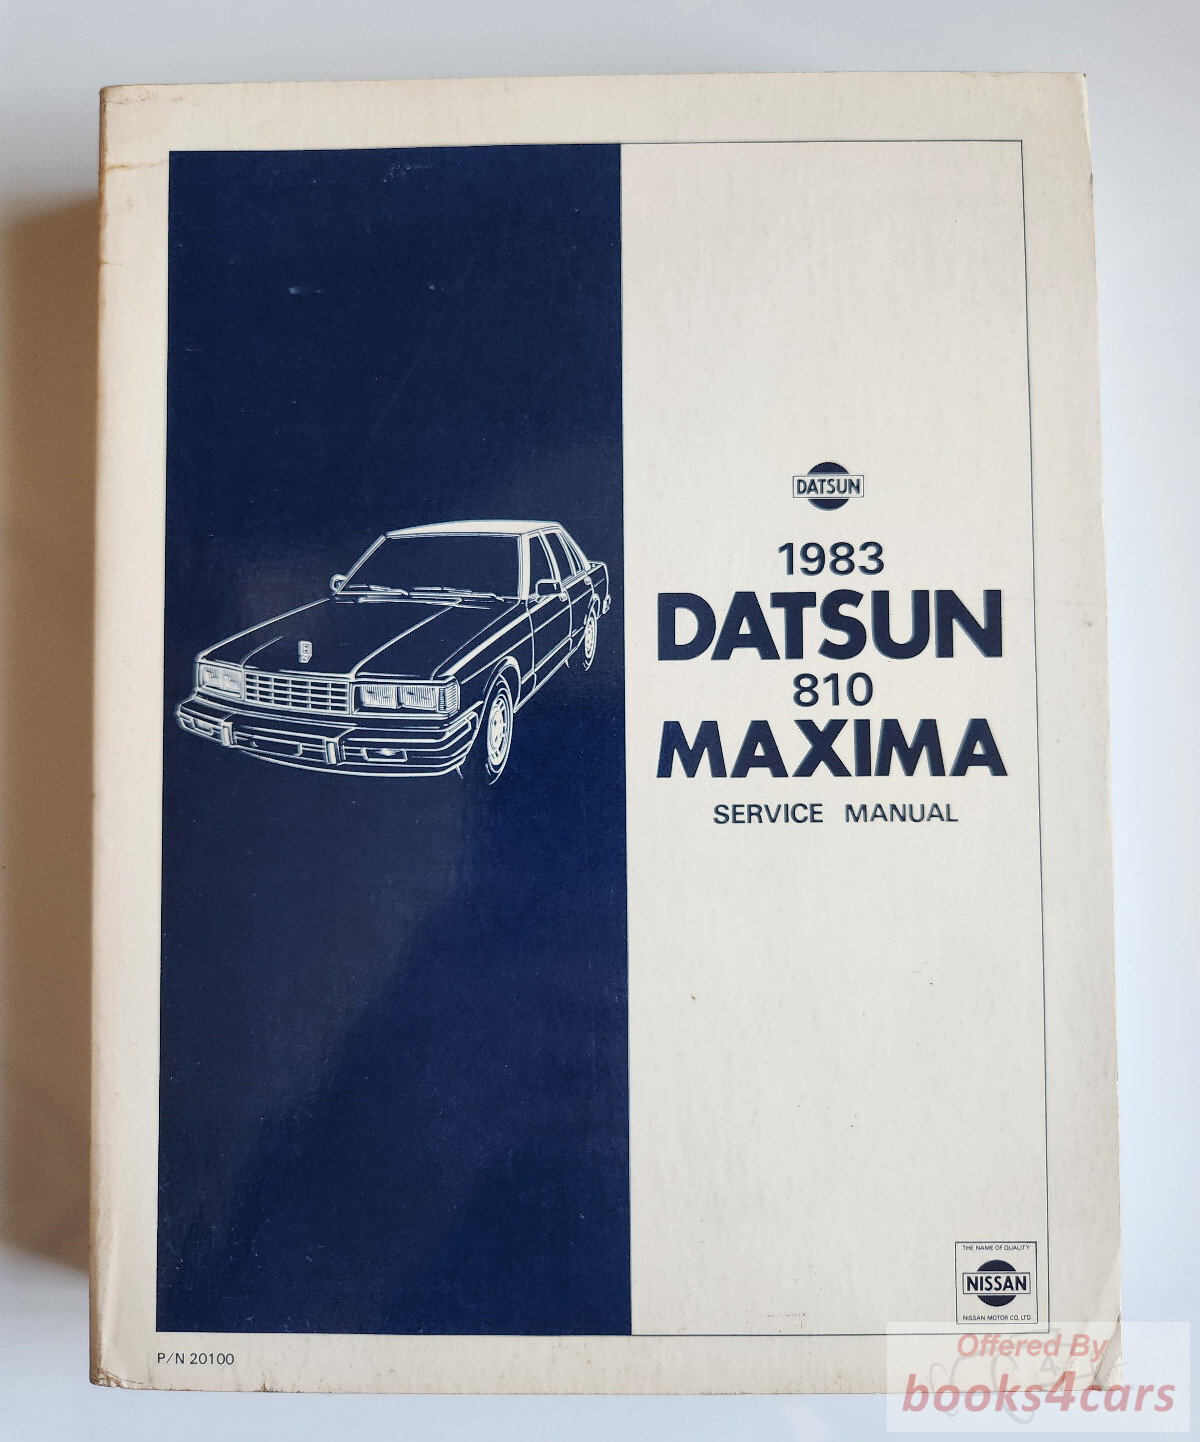 DATSUN
1983
DATSUN
810
MAXIMA
SERVICE MANUAL
THE NAME OF QUALITY
NISSAN
NISSAN MOTOR CO., LTD.
P/N 20100
Offered By
books4cars